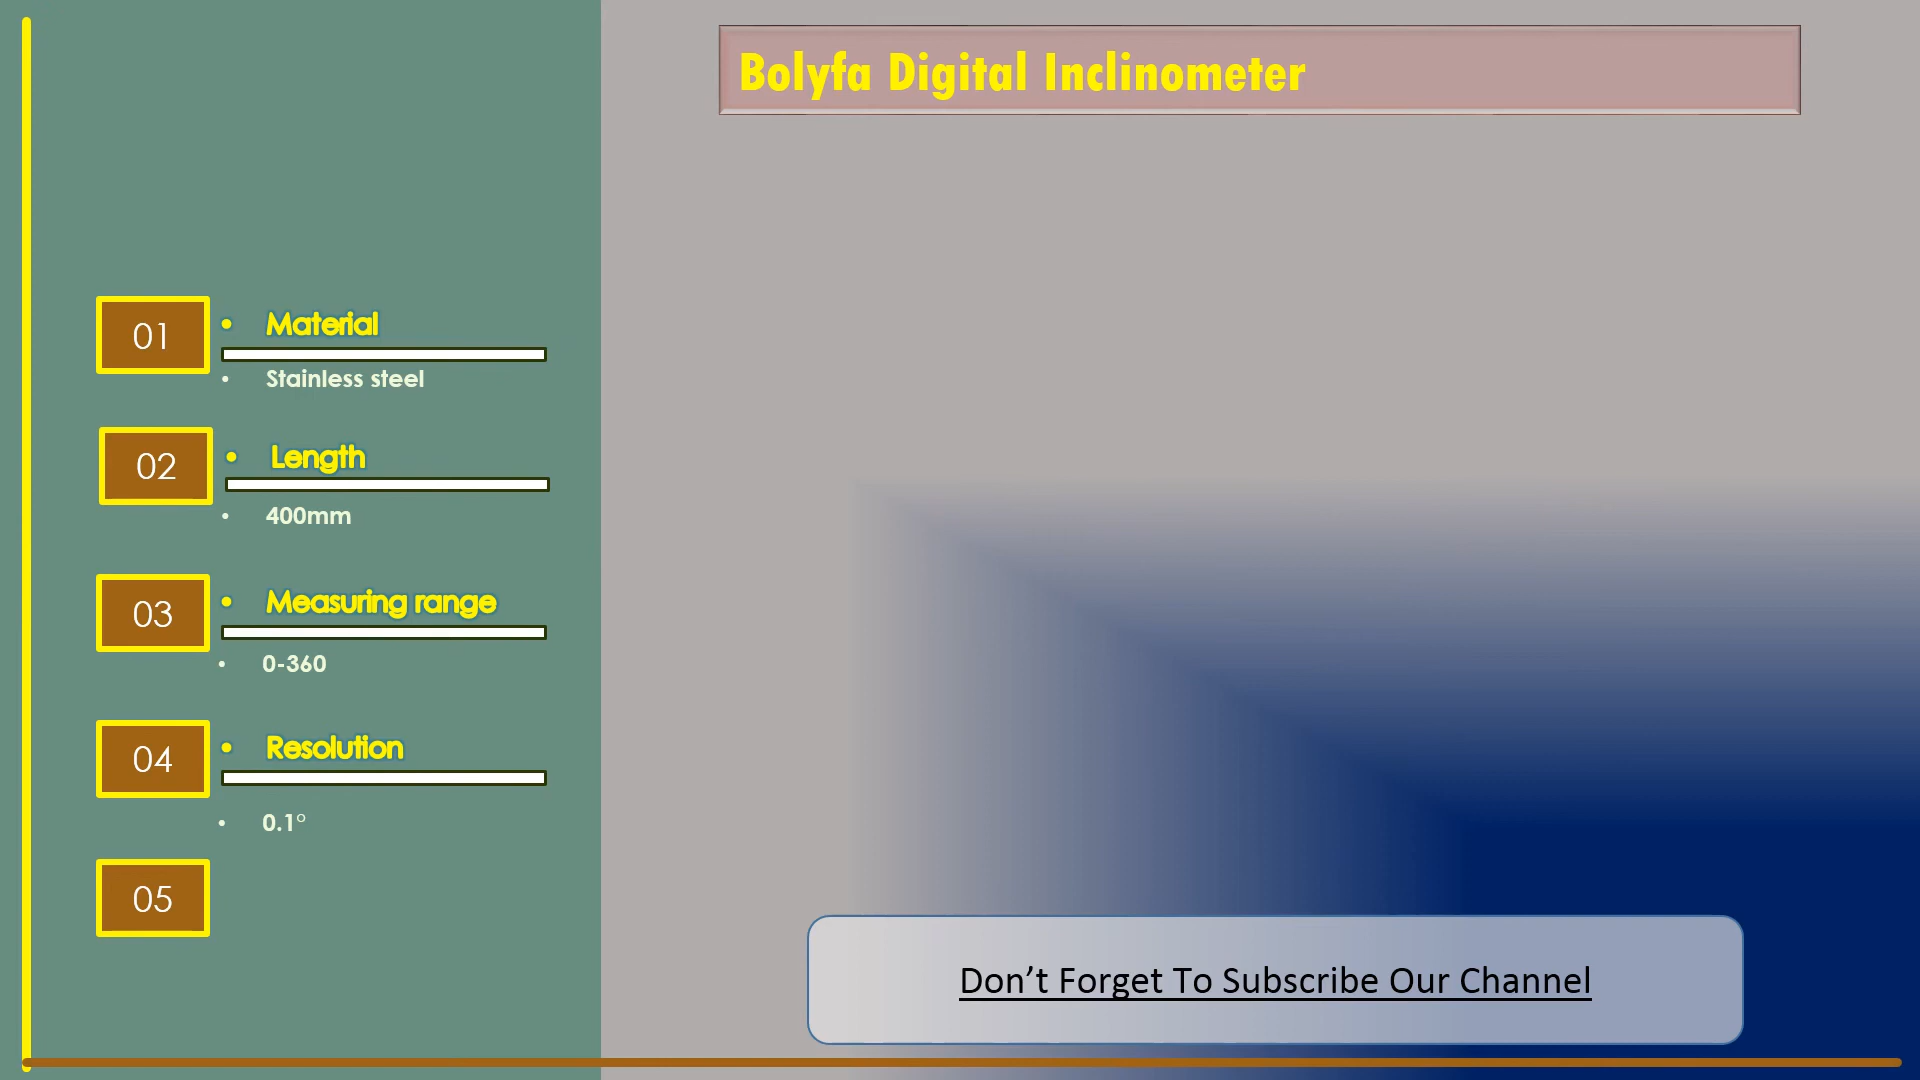 Bolyfa Digital Inclinometer
01
• Material
• Stainless steel
02
• Length
• 400mm
03
• Measuring range
• 0-360
04
• Resolution
• 0.1°
05
Don’t Forget To Subscribe Our Channel